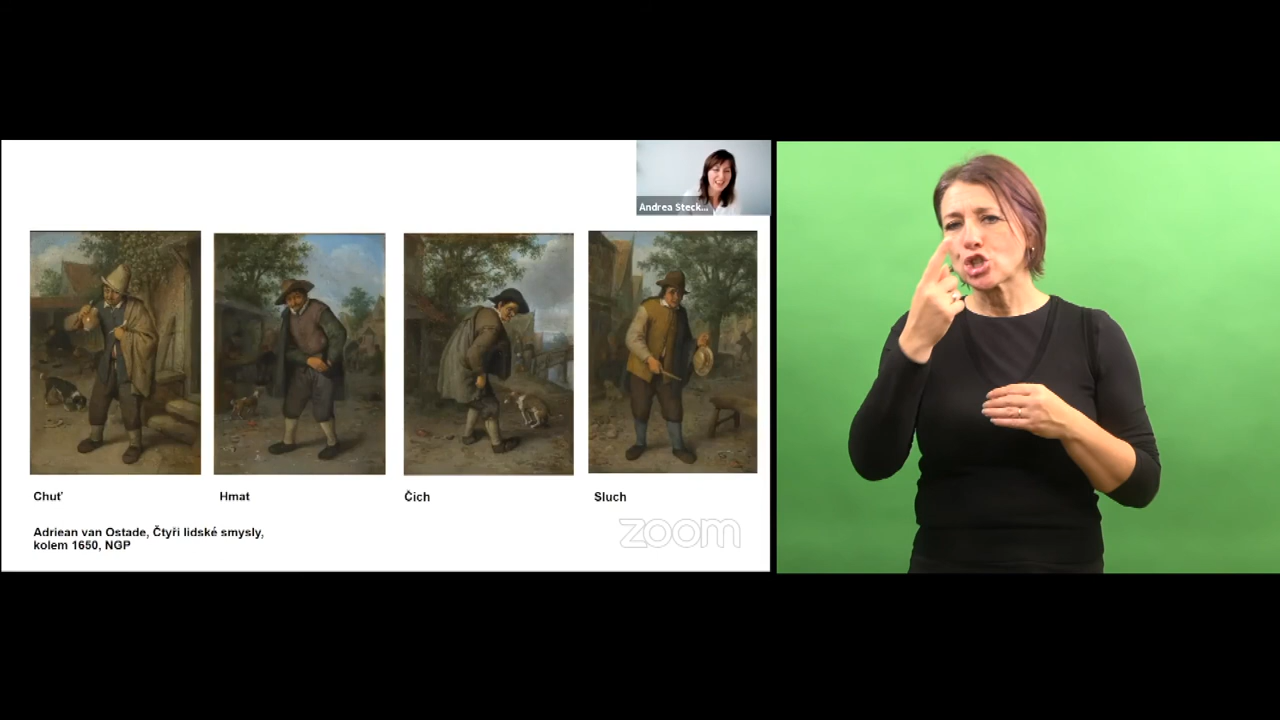 Andrea Steck...
Chuť
Hmat
Čich
Sluch
Adriean van Ostade, Čtyři lidské smysly,
kolem 1650, NGP
zoom